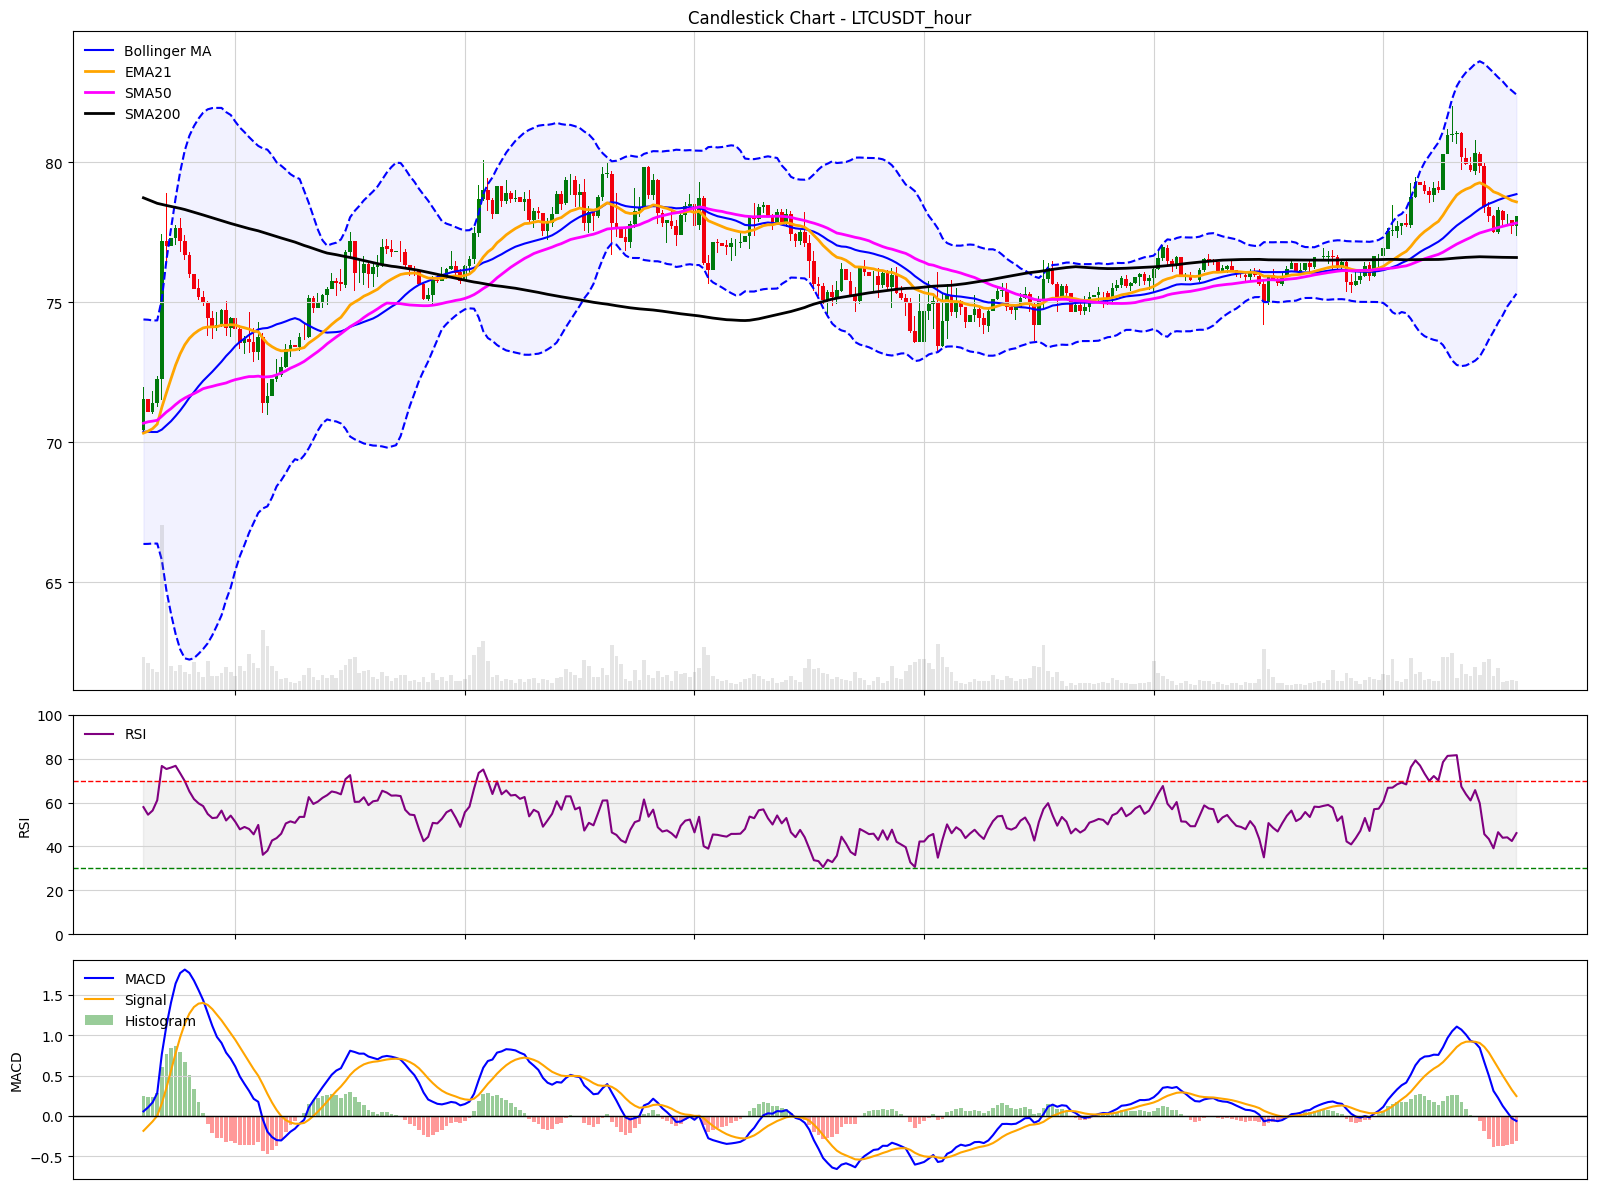 Candlestick Chart - LTCUSDT_hour
Bollinger MA
EMA21
SMA50
SMA200
80
75
70
65
100
80
60
40
20
0
RSI
RSI
1.5
1.0
0.5
0.0
−0.5
MACD
MACD
Signal
Histogram